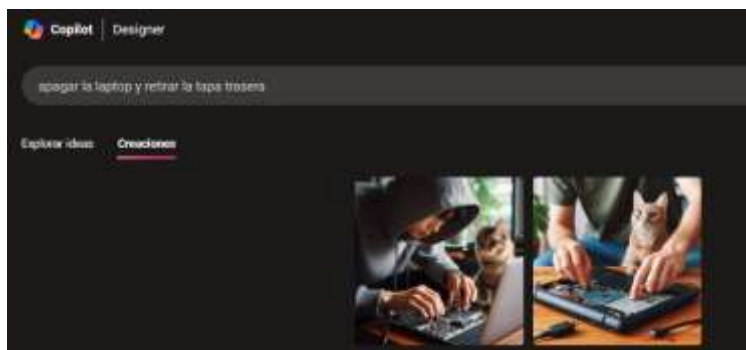 Copilot | Designer
apagar la laptop y retirar la tapa trasera
Explorar ideas Creaciones